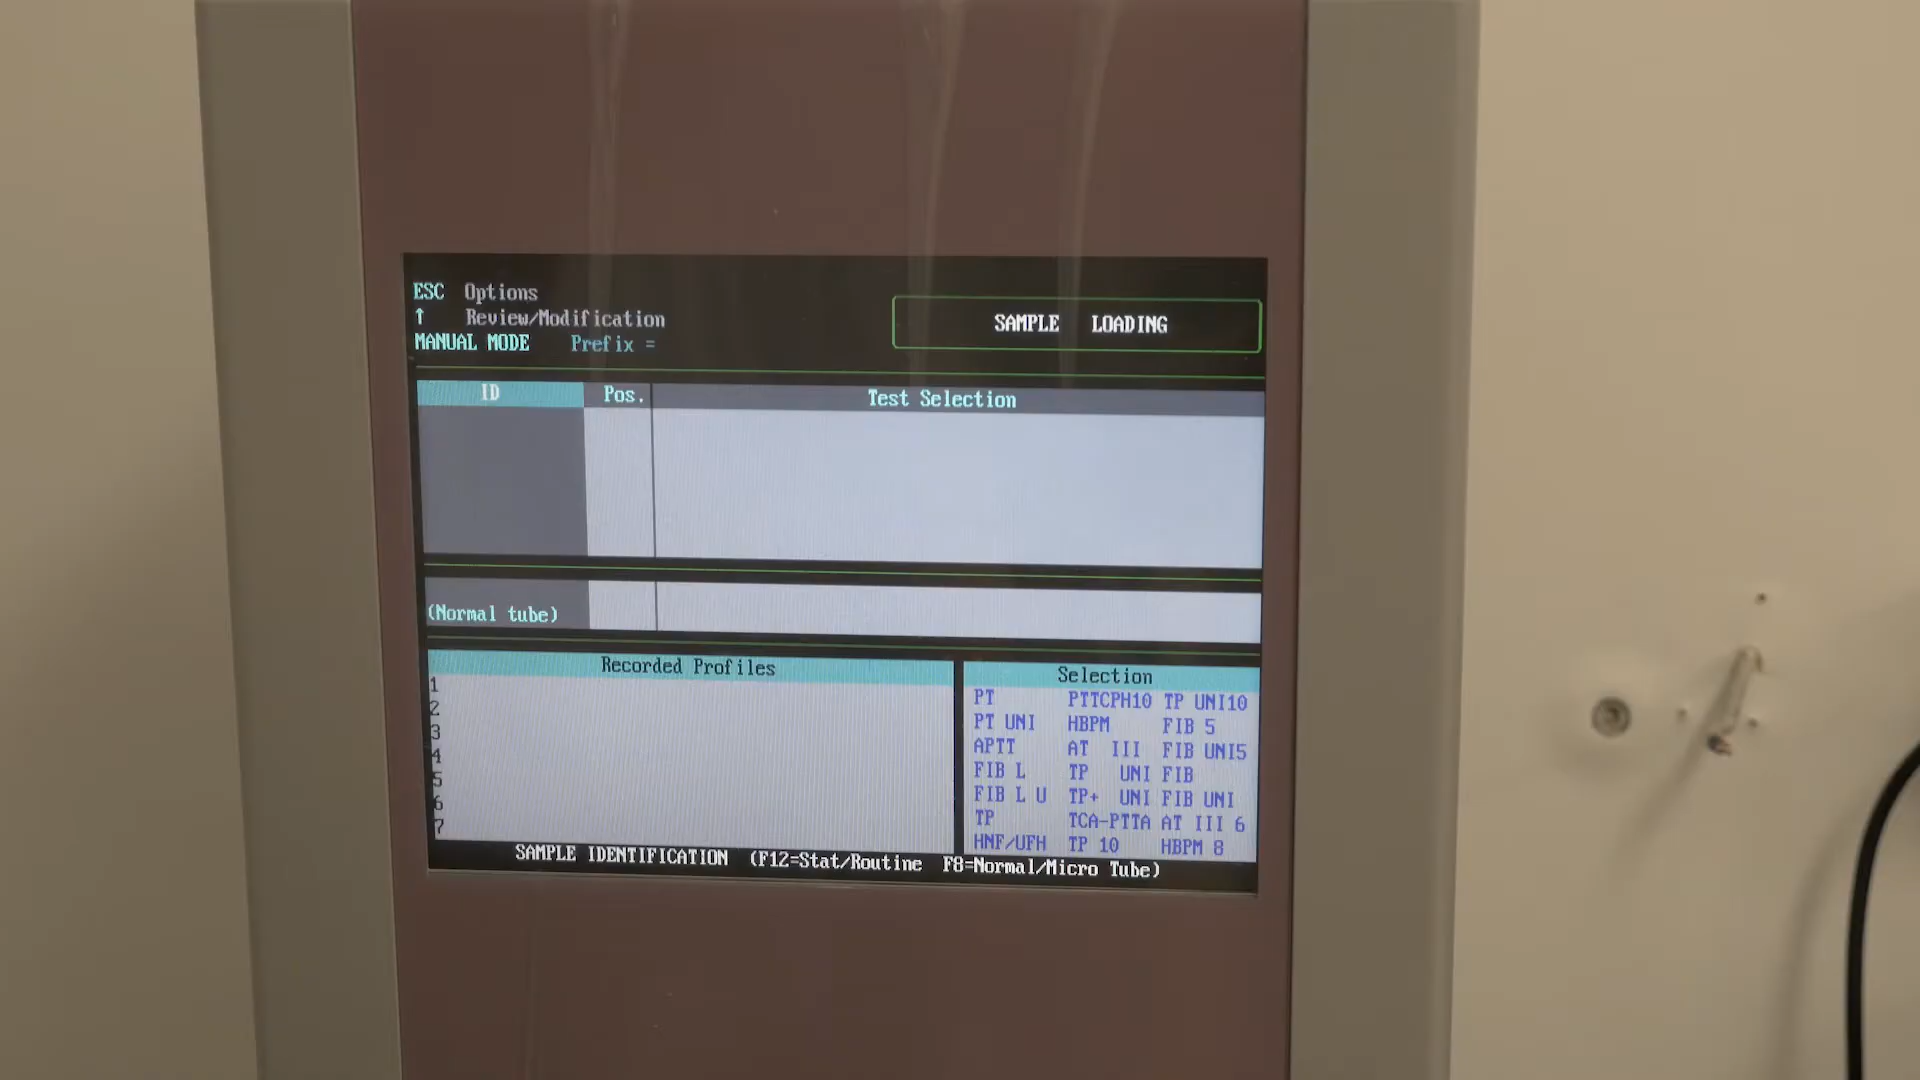 ESC Options
↑ Review/Modification
MANUAL MODE Prefix =
SAMPLE LOADING
ID Pos. Test Selection
(Normal tube)
Recorded Profiles
1
2
3
4
5
6
7
Selection
PT PTTCPH10 TP UNI10
PT UNI HBPM FIB 5
APTT AT III FIB UNI5
FIB L TP UNI FIB
FIB L U TP+ UNI FIB UNI
TP TCA-PTTA AT III 6
HNF/UFH TP 10 HBPM 8
SAMPLE IDENTIFICATION (F12=Stat/Routine F8=Normal/Micro Tube)